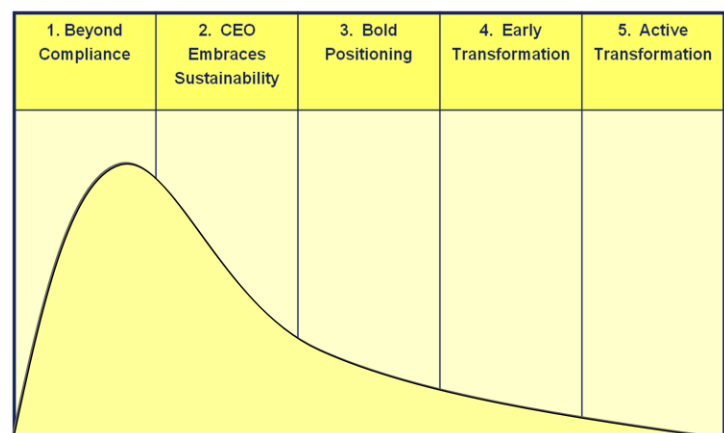 1. Beyond
Compliance
2. CEO
Embraces
Sustainability
3. Bold
Positioning
4. Early
Transformation
5. Active
Transformation